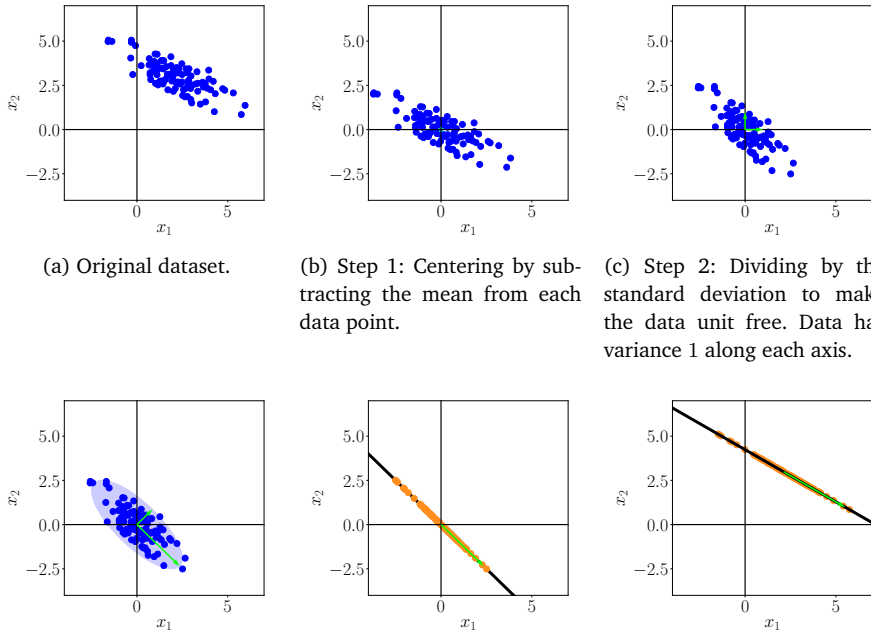 5.0
2.5
0.0
−2.5
x2
0
5
x1
5.0
2.5
0.0
−2.5
x2
0
5
x1
5.0
2.5
0.0
−2.5
x2
0
5
x1
(a) Original dataset.
(b) Step 1: Centering by sub-
tracting the mean from each
data point.
(c) Step 2: Dividing by th
standard deviation to mak
the data unit free. Data ha
variance 1 along each axis.
5.0
2.5
0.0
−2.5
x2
0
5
x1
5.0
2.5
0.0
−2.5
x2
0
5
x1
5.0
2.5
0.0
−2.5
x2
0
5
x1